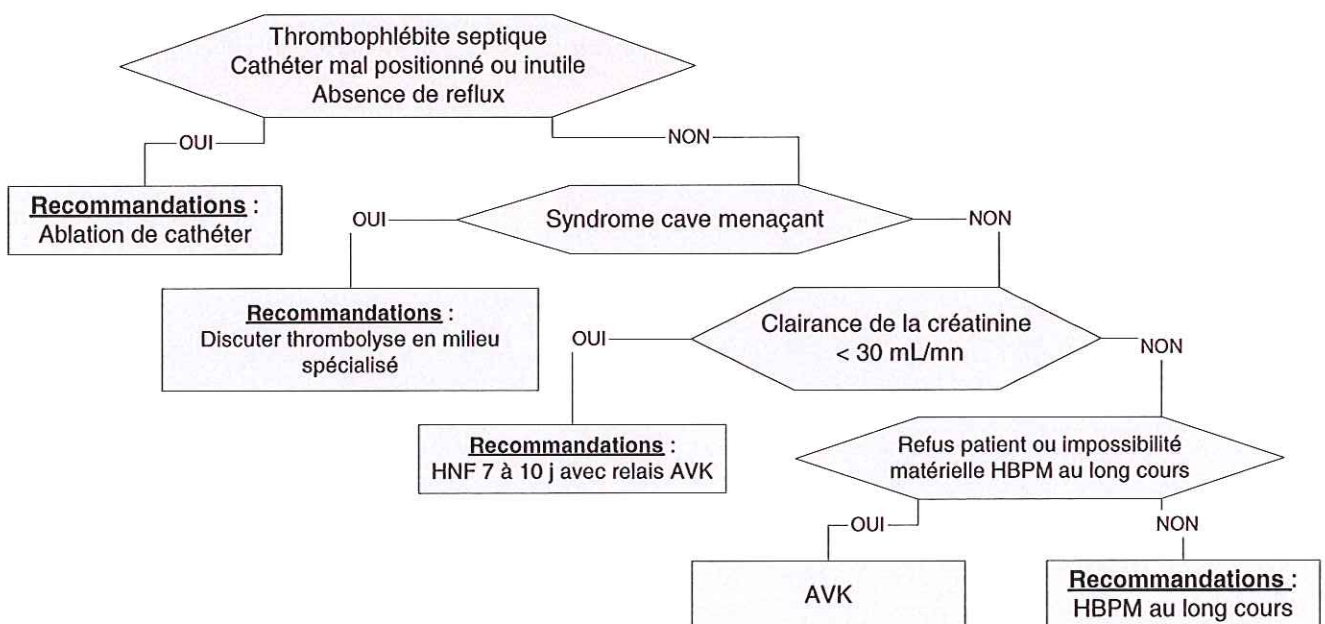 Thrombophlébite septique
Cathéter mal positionné ou inutile
Absence de reflux
OUI
NON
Recommandations :
Ablation de cathéter
OUI
Syndrome cave menaçant
NON
Recommandations :
Discuter thrombolyse en milieu
spécialisé
OUI
Clairance de la créatinine
< 30 mL/mn
NON
Recommandations :
HNF 7 à 10 j avec relais AVK
Refus patient ou impossibilité
matérielle HBPM au long cours
OUI
NON
AVK
Recommandations :
HBPM au long cours